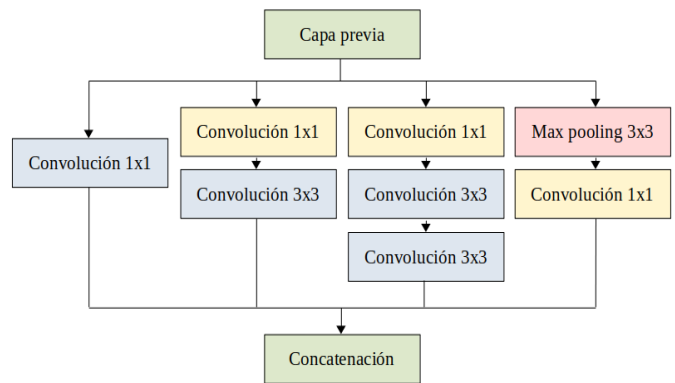 Capa previa
Convolución 1x1
Convolución 1x1
Convolución 1x1
Max pooling 3x3
Convolución 3x3
Convolución 3x3
Convolución 1x1
Convolución 3x3
Concatenación